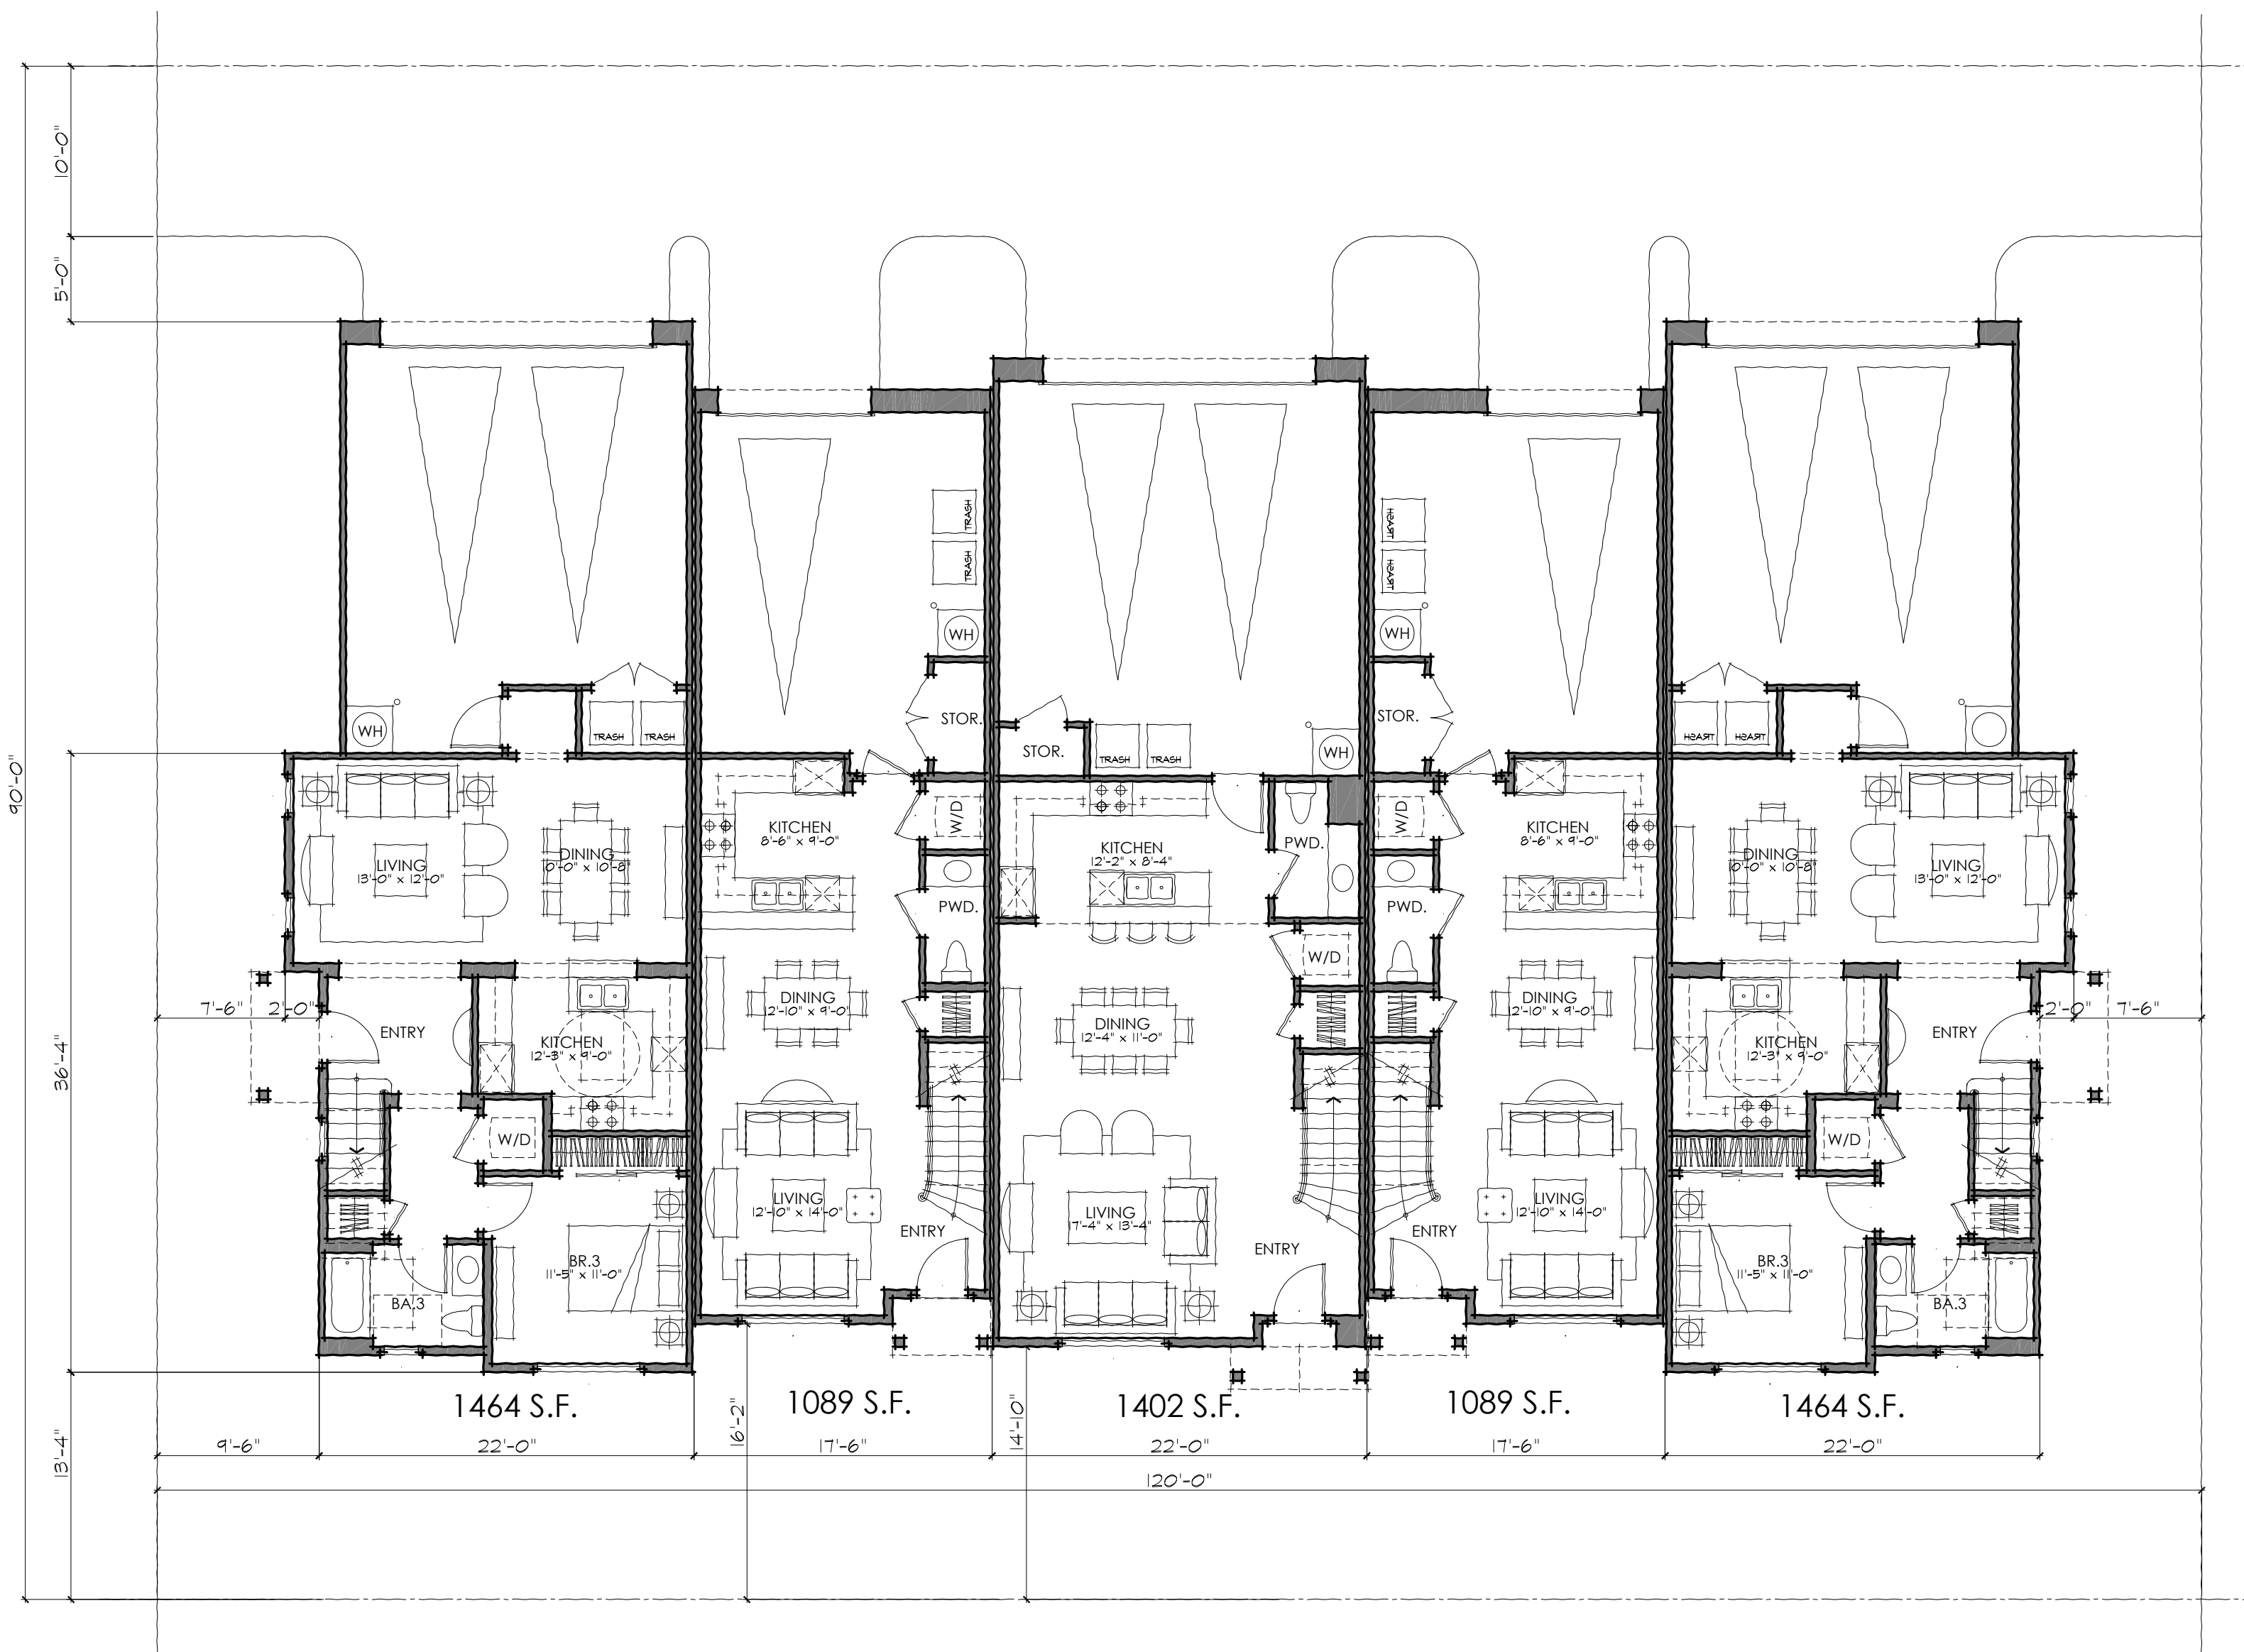 10'-0"
5'-0"
90'-0"
36'-4"
13'-4"
WH
TRASH
TRASH
LIVING
13'-0" x 12'-0"
DINING
10'-0" x 10'-8"
7'-6"
2'-0"
ENTRY
KITCHEN
12'-3" x 9'-0"
W/D
BR.3
11'-5" x 11'-0"
BA.3
1464 S.F.
9'-6"
22'-0"
TRASH
TRASH
WH
STOR.
KITCHEN
8'-6" x 9'-0"
W/D
PWD.
DINING
12'-10" x 9'-0"
LIVING
12'-10" x 14'-0"
ENTRY
1089 S.F.
16'-2"
17'-6"
STOR.
TRASH
TRASH
WH
KITCHEN
12'-2" x 8'-4"
PWD.
W/D
DINING
12'-4" x 11'-0"
LIVING
17'-4" x 13'-4"
ENTRY
1402 S.F.
14'-10"
22'-0"
120'-0"
TRASH
TRASH
WH
STOR.
W/D
KITCHEN
8'-6" x 9'-0"
PWD.
DINING
12'-10" x 9'-0"
LIVING
12'-10" x 14'-0"
ENTRY
1089 S.F.
17'-6"
TRASH
TRASH
DINING
10'-0" x 10'-8"
LIVING
13'-0" x 12'-0"
2'-0"
7'-6"
ENTRY
KITCHEN
12'-3" x 9'-0"
W/D
BR.3
11'-5" x 11'-0"
BA.3
1464 S.F.
22'-0"